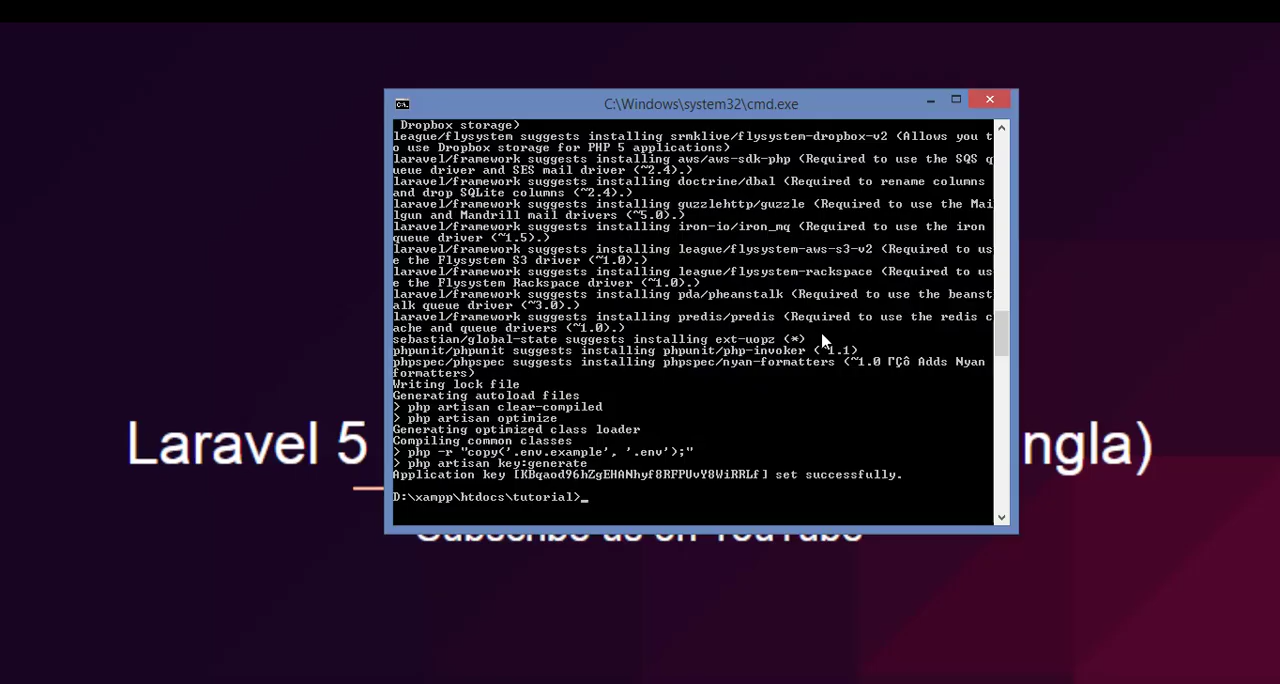 C:\Windows\system32\cmd.exe
Dropbox storage)
league/flysystem suggests installing srmklive/flysystem-dropbox-v2 (Allows you t
o use Dropbox storage for PHP 5 applications)
laravel/framework suggests installing aws/aws-sdk-php (Required to use the SQS q
ueue driver and SES mail driver (~2.4).)
laravel/framework suggests installing doctrine/dbal (Required to rename columns
and drop SQLite columns (~2.4).)
laravel/framework suggests installing guzzlehttp/guzzle (Required to use the Mai
lgun and Mandrill mail drivers (~5.0).)
laravel/framework suggests installing iron-io/iron_mq (Required to use the iron
queue driver (~1.5).)
laravel/framework suggests installing league/flysystem-aws-s3-v2 (Required to us
e the Flysystem S3 driver (~1.0).)
laravel/framework suggests installing league/flysystem-rackspace (Required to us
e the Flysystem Rackspace driver (~1.0).)
laravel/framework suggests installing pda/pheanstalk (Required to use the beanst
alk queue driver (~3.0).)
laravel/framework suggests installing predis/predis (Required to use the redis c
ache and queue drivers (~1.0).)
sebastian/global-state suggests installing ext-uopz (*)
phpunit/phpunit suggests installing phpunit/php-invoker (~1.1)
phpspec/phpspec suggests installing phpspec/nyan-formatters (~1.0 ΓÇô Adds Nyan
formatters)
Writing lock file
Generating autoload files
> php artisan clear-compiled
> php artisan optimize
Generating optimized class loader
Compiling common classes
> php -r "copy('.env.example', '.env');"
> php artisan key:generate
Application key [KBqaod96hZgEHANhyf8RFPUvY8WiRRLf] set successfully.
D:\xampp\htdocs\tutorial>_
Laravel 5 ngla)
Subscribe us on YouTube